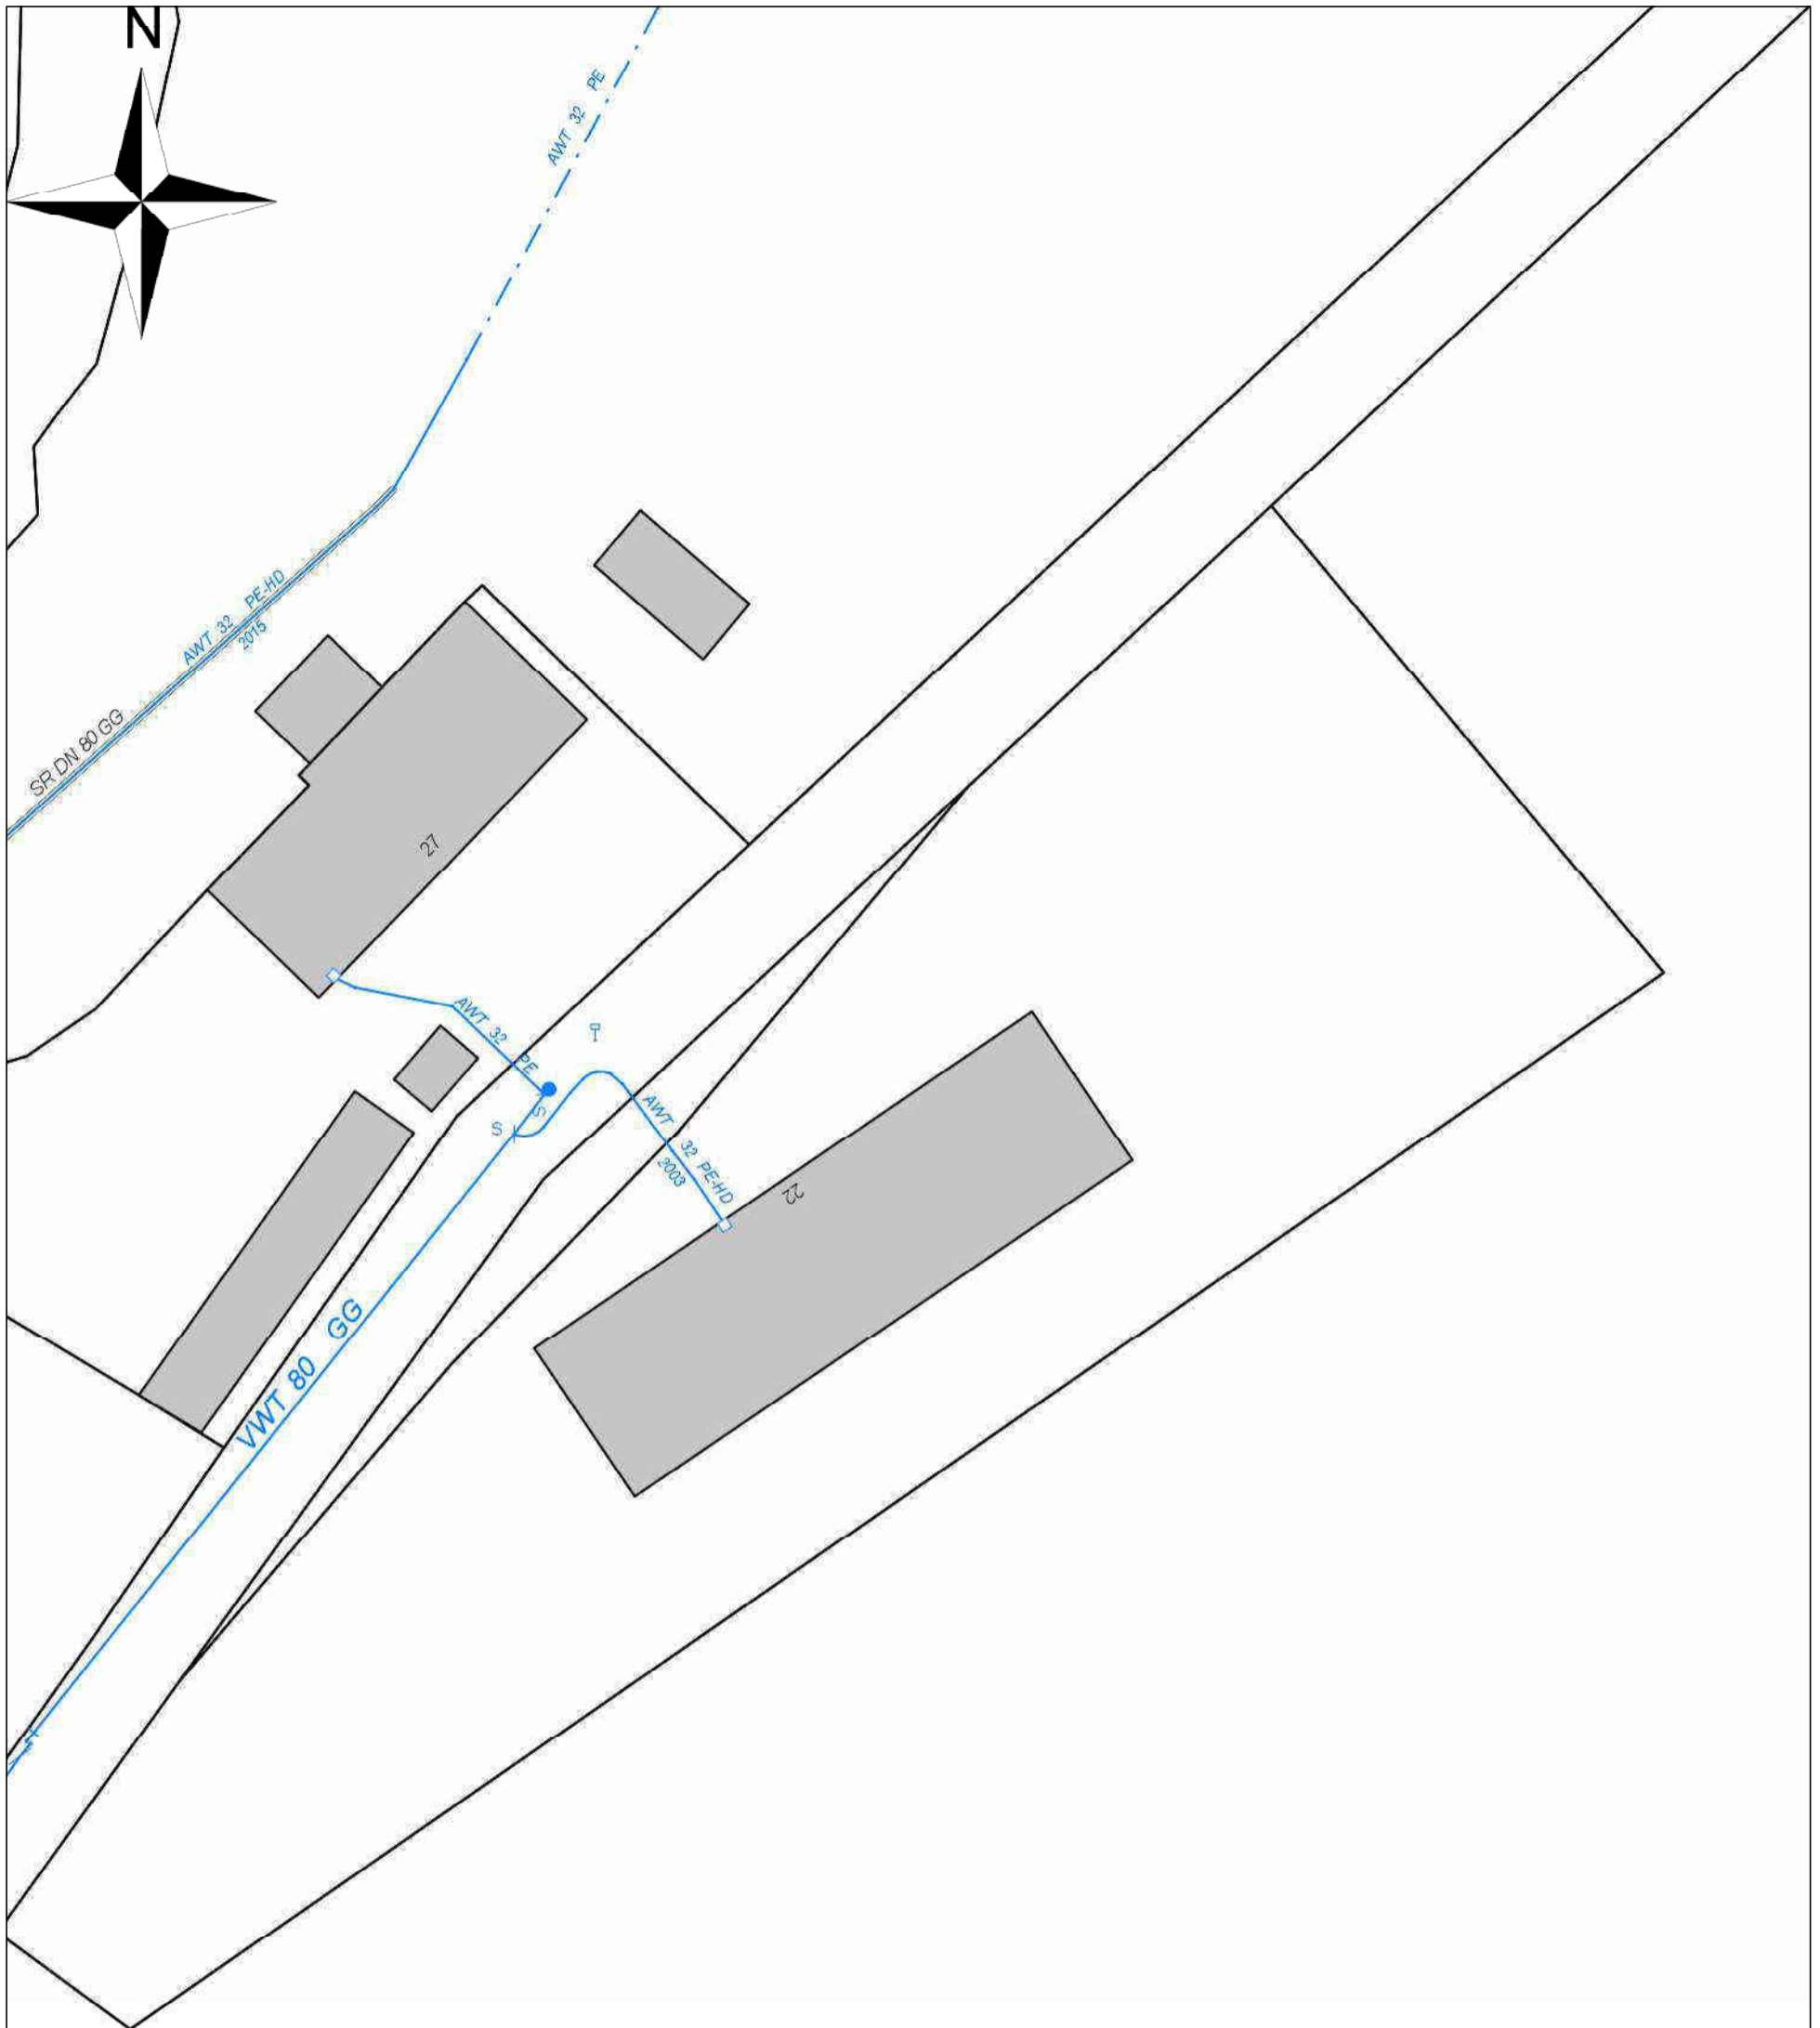 N
AWT 32 PE
AWT 32 PE-HD
2015
SR DN 80 GG
27
AWT 32 PE
S
S
AWT 32 PE-HD
2003
22
VWT 80 GG